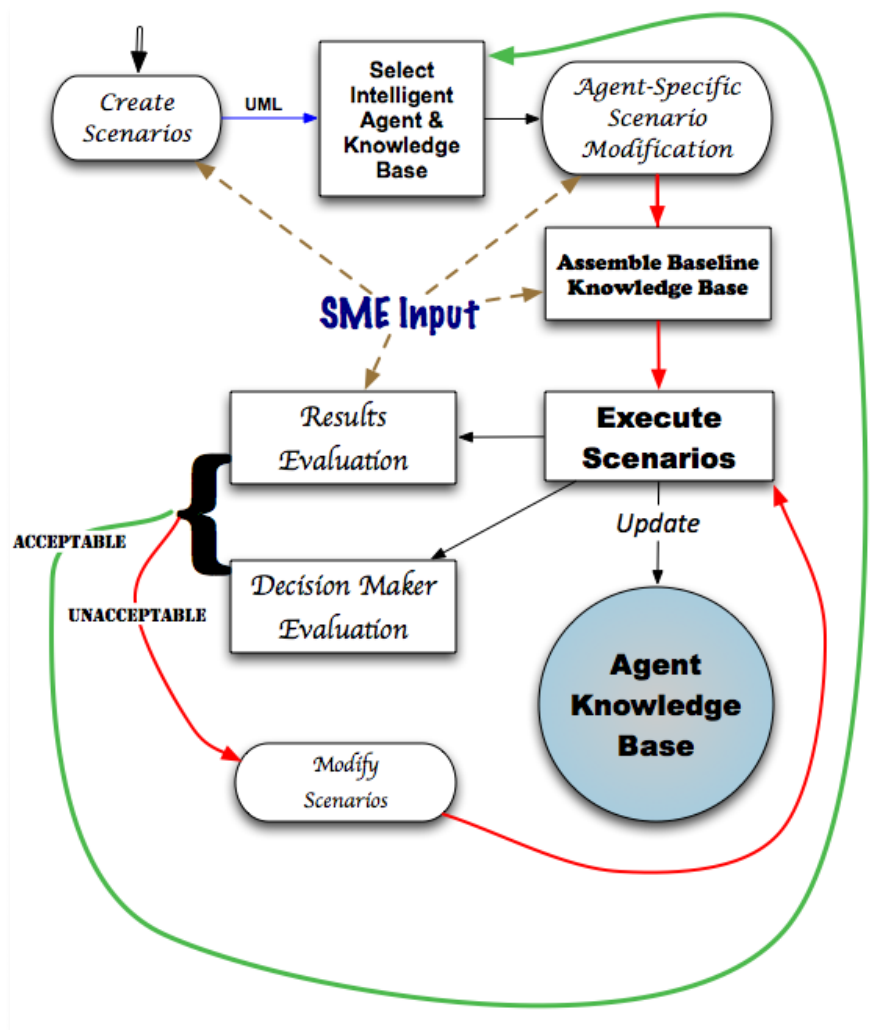 Create
Scenarios
UML
Select
Intelligent
Agent &
Knowledge
Base
Agent-Specific
Scenario
Modification
Assemble Baseline
Knowledge Base
SME Input
Results
Evaluation
Execute
Scenarios
Update
ACCEPTABLE
UNACCEPTABLE
Decision Maker
Evaluation
Agent
Knowledge
Base
Modify
Scenarios